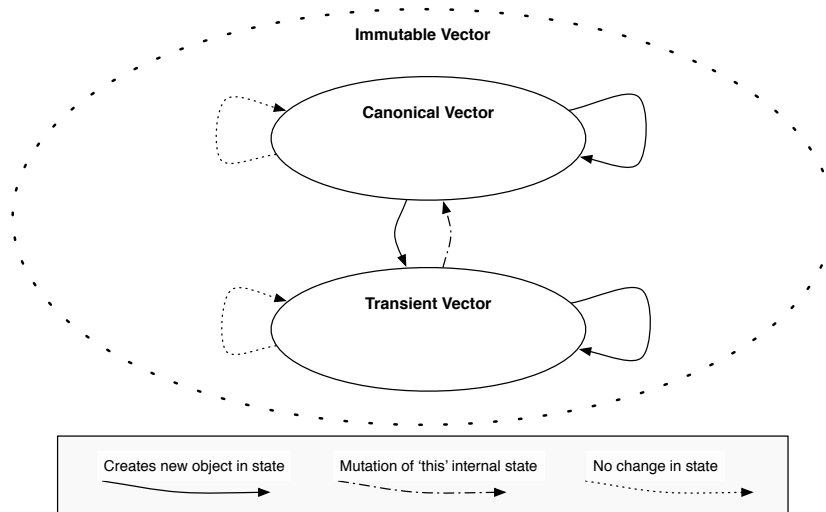 Immutable Vector
Canonical Vector
Transient Vector
Creates new object in state
Mutation of ‘this’ internal state
No change in state